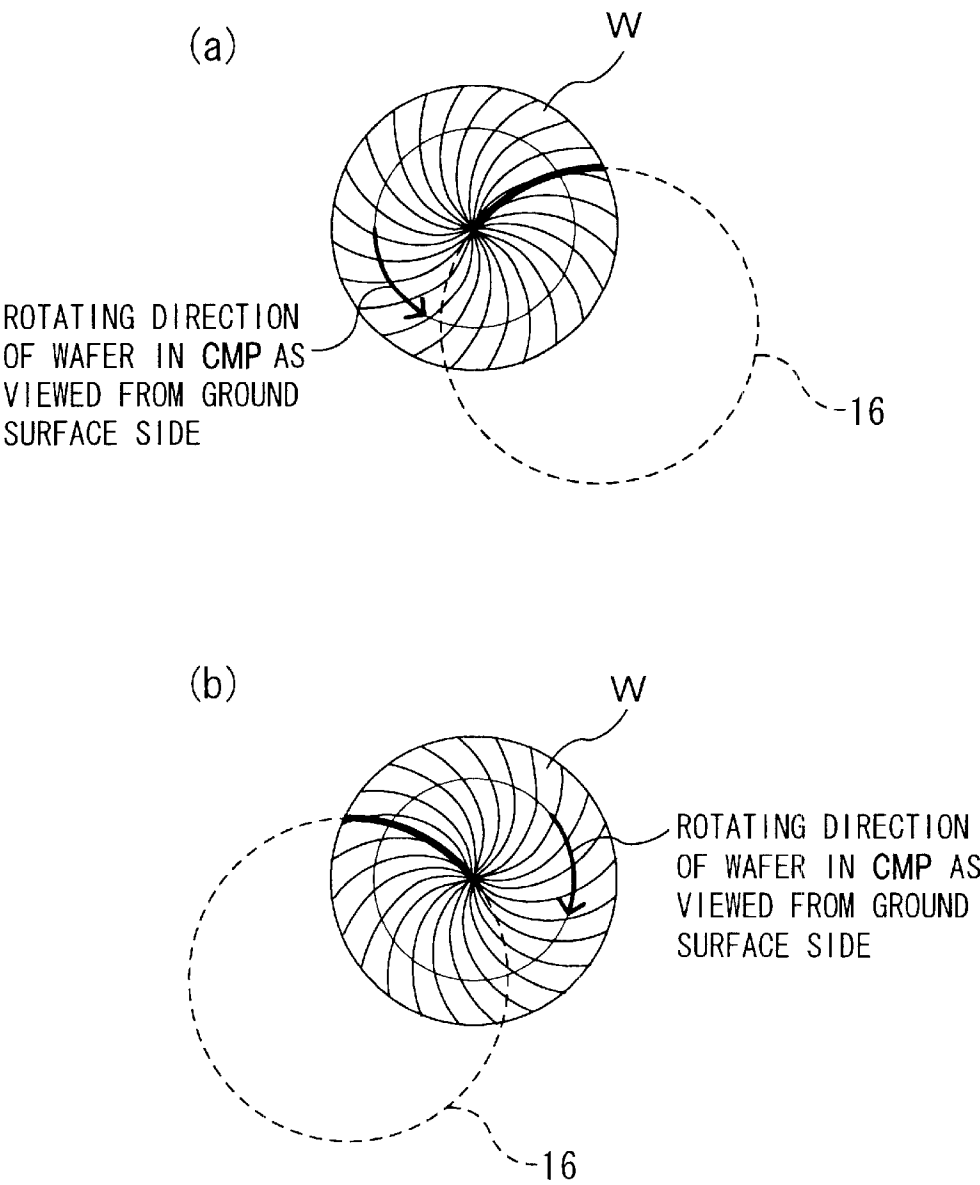 (a)
W
ROTATING DIRECTION
OF WAFER IN CMP AS
VIEWED FROM GROUND
SURFACE SIDE
16
(b)
W
ROTATING DIRECTION
OF WAFER IN CMP AS
VIEWED FROM GROUND
SURFACE SIDE
16